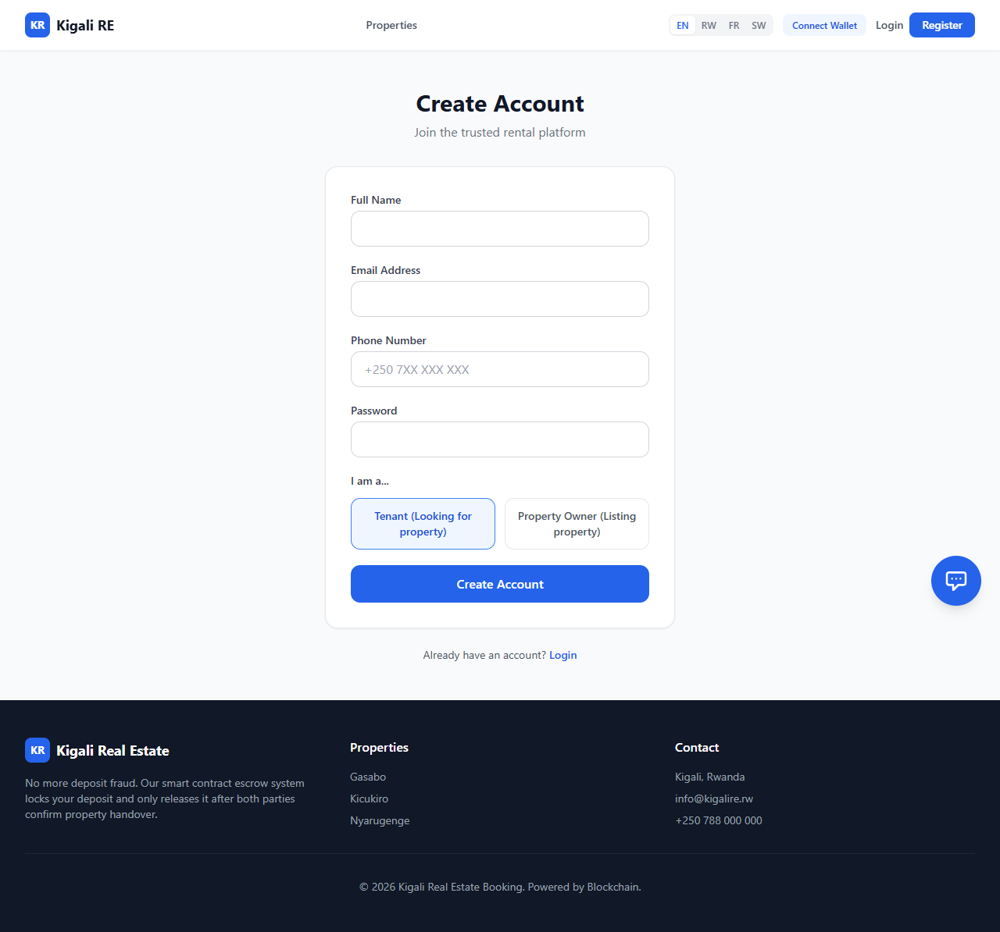 KR Kigali RE
Properties
EN RW FR SW
Connect Wallet
Login
Register
Create Account
Join the trusted rental platform
Full Name
Email Address
Phone Number
+250 7XX XXX XXX
Password
I am a...
Tenant (Looking for
property)
Property Owner (Listing
property)
Create Account
Already have an account? Login
KR Kigali Real Estate
No more deposit fraud. Our smart contract escrow system
locks your deposit and only releases it after both parties
confirm property handover.
Properties
Gasabo
Kicukiro
Nyarugenge
Contact
Kigali, Rwanda
info@kigalire.rw
+250 788 000 000
© 2026 Kigali Real Estate Booking. Powered by Blockchain.